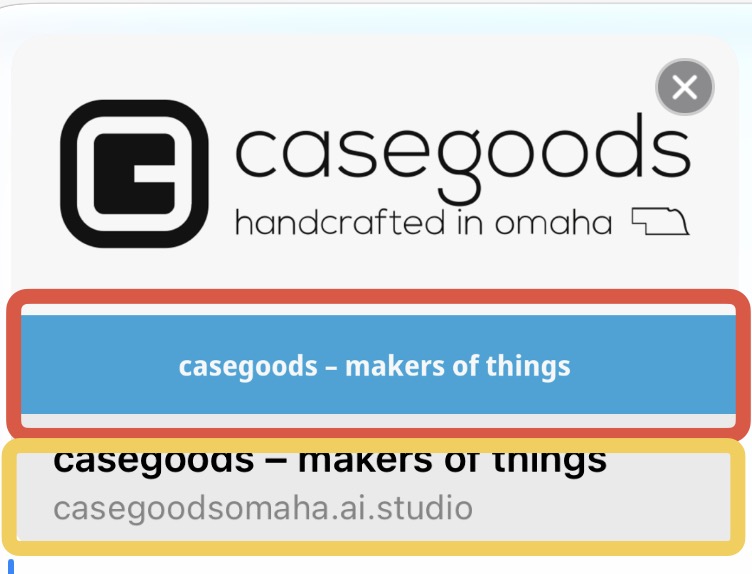 casegoods
handcrafted in omaha
casegoods – makers of things
casegoods – makers of things
casegoodsomaha.ai.studio